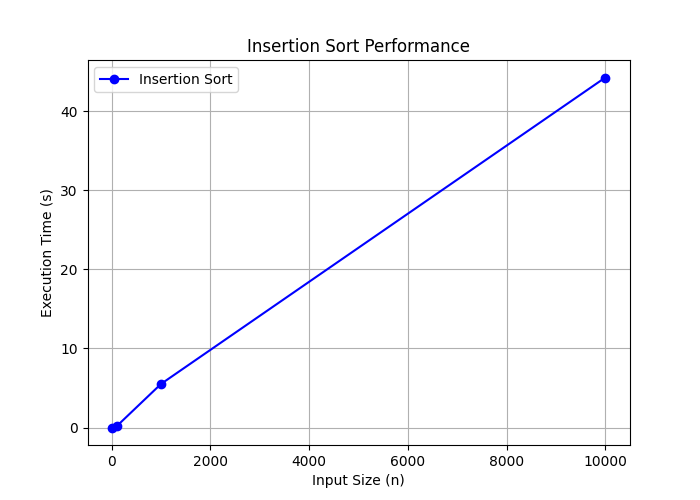 Insertion Sort Performance
Insertion Sort
Execution Time (s)
40
30
20
10
0
0 2000 4000 6000 8000 10000
Input Size (n)